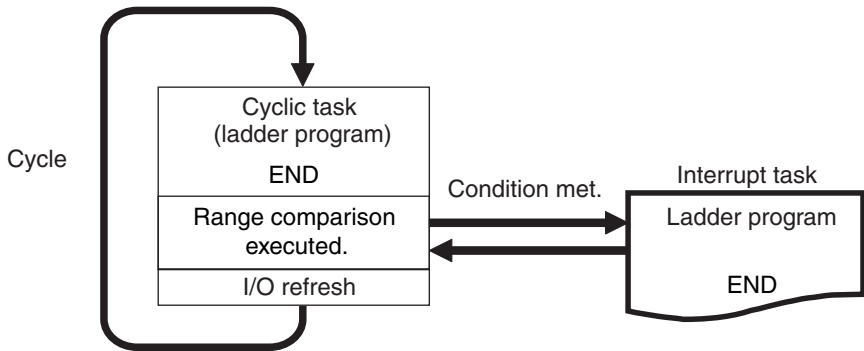 Cycle
Cyclic task
(ladder program)
END
Range comparison
executed.
I/O refresh
Condition met.
Interrupt task
Ladder program
END